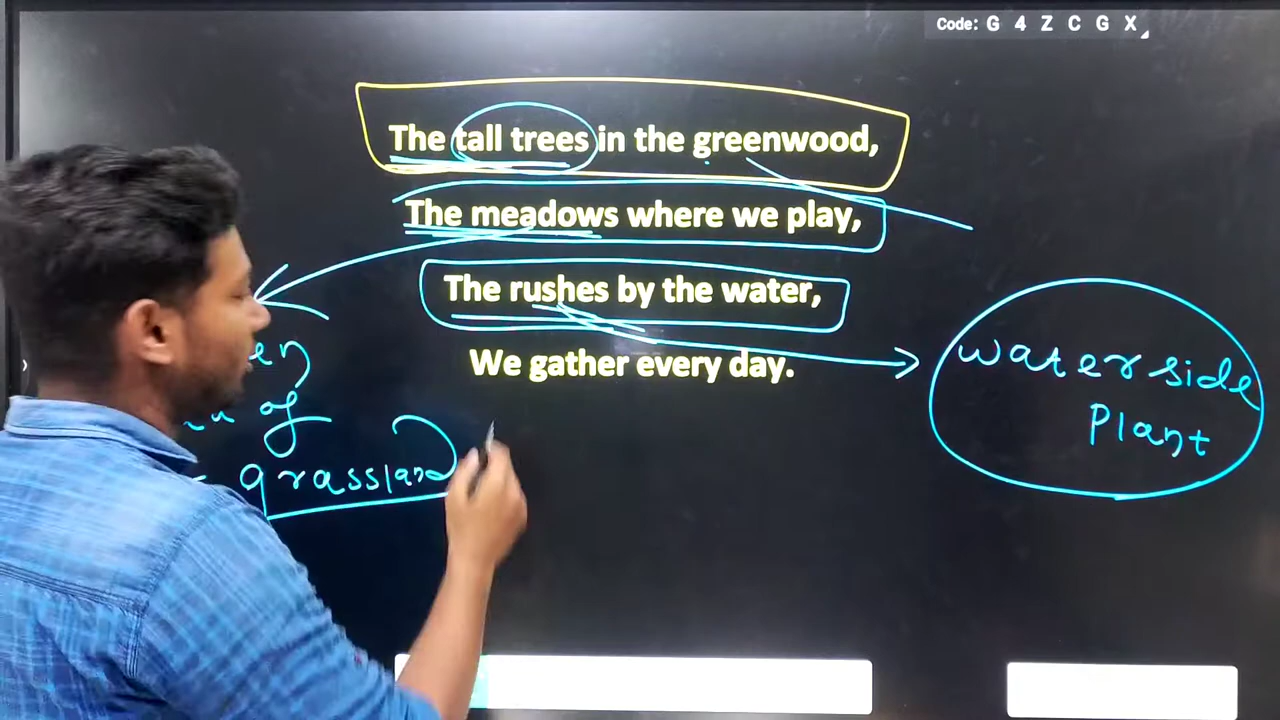 Code: G 4 Z C G X
The tall trees in the greenwood,
The meadows where we play,
The rushes by the water,
We gather every day.
of
grassland
water side
Plant